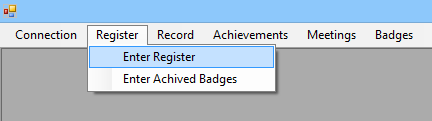 Connection Register Record Achievements Meetings Badges
Enter Register
Enter Achived Badges